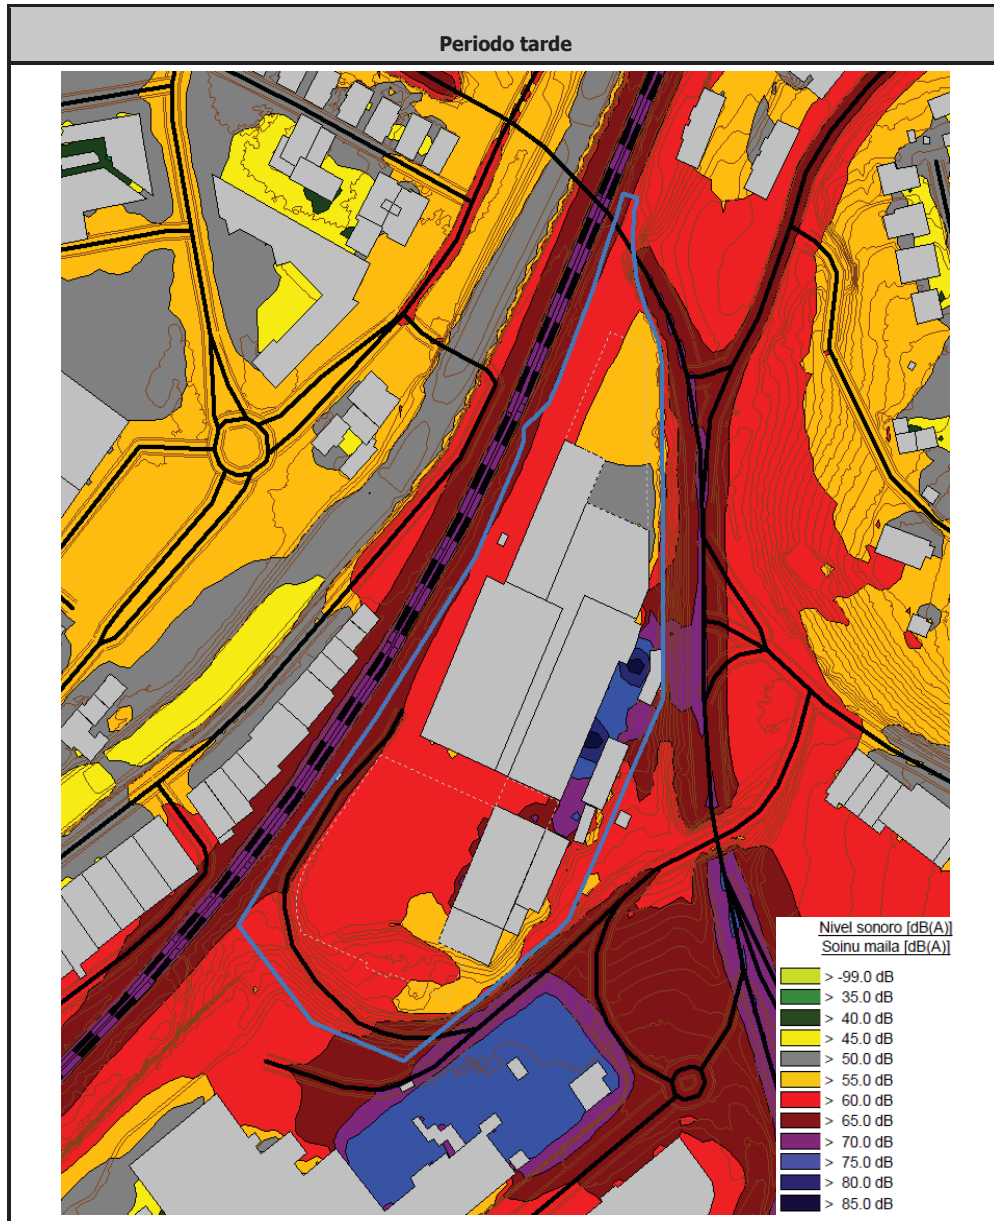 Periodo tarde
Nivel sonoro [dB(A)]
Soinu maila [dB(A)]
> -99.0 dB
> 35.0 dB
> 40.0 dB
> 45.0 dB
> 50.0 dB
> 55.0 dB
> 60.0 dB
> 65.0 dB
> 70.0 dB
> 75.0 dB
> 80.0 dB
> 85.0 dB